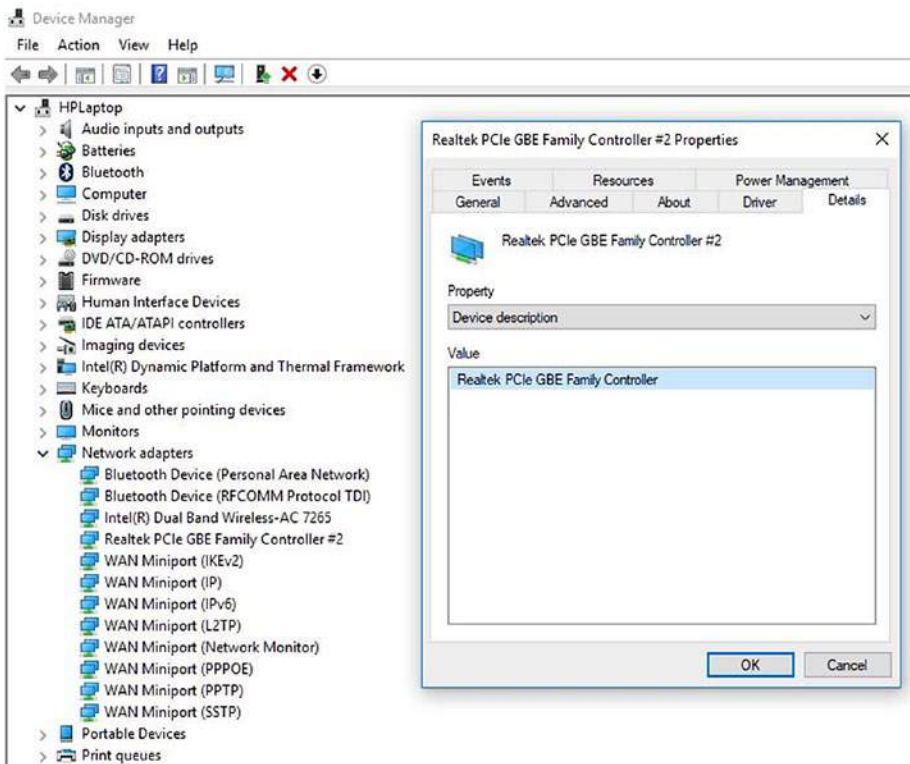 Device Manager
File Action View Help
HPLaptop
Audio inputs and outputs
Batteries
Bluetooth
Computer
Disk drives
Display adapters
DVD/CD-ROM drives
Firmware
Human Interface Devices
IDE ATA/ATAPI controllers
Imaging devices
Intel(R) Dynamic Platform and Thermal Framework
Keyboards
Mice and other pointing devices
Monitors
Network adapters
Bluetooth Device (Personal Area Network)
Bluetooth Device (RFCOMM Protocol TDI)
Intel(R) Dual Band Wireless-AC 7265
Realtek PCIe GBE Family Controller #2
WAN Miniport (IKEv2)
WAN Miniport (IP)
WAN Miniport (IPv6)
WAN Miniport (L2TP)
WAN Miniport (Network Monitor)
WAN Miniport (PPPOE)
WAN Miniport (PPTP)
WAN Miniport (SSTP)
Portable Devices
Print queues
Realtek PCIe GBE Family Controller #2 Properties
Events Resources Power Management
General Advanced About Driver Details
Realtek PCIe GBE Family Controller #2
Property
Device description
Value
Realtek PCIe GBE Family Controller
OK Cancel